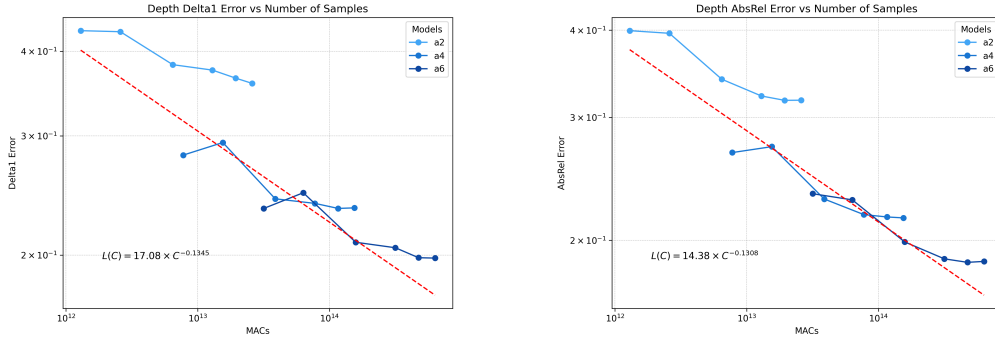 Depth Delta1 Error vs Number of Samples
4 × 10⁻¹
3 × 10⁻¹
2 × 10⁻¹
Delta1 Error
Models
a2
a4
a6
L(C) = 17.08 × C⁻⁰·¹³⁴⁵
10¹²
10¹³
10¹⁴
MACs
Depth AbsRel Error vs Number of Samples
4 × 10⁻¹
3 × 10⁻¹
2 × 10⁻¹
AbsRel Error
Models
a2
a4
a6
L(C) = 14.38 × C⁻⁰·¹³⁰⁸
10¹²
10¹³
10¹⁴
MACs